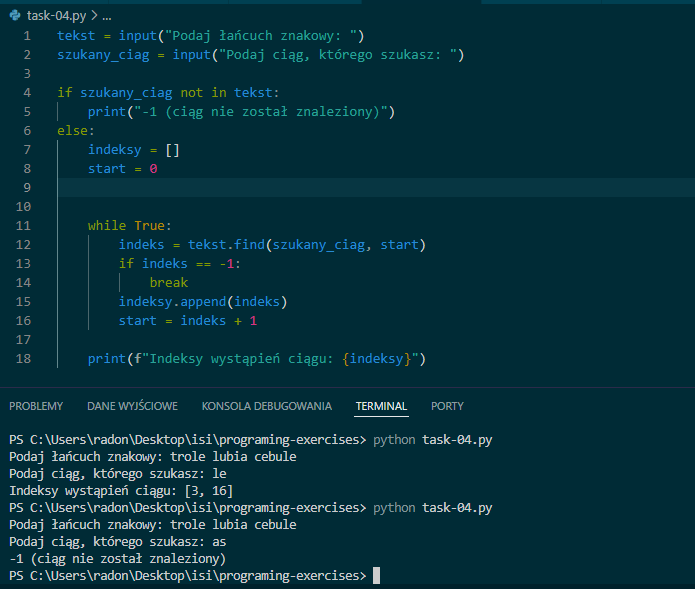 task-04.py > ...
1 tekst = input("Podaj łańcuch znakowy: ")
2 szukany_ciag = input("Podaj ciąg, którego szukasz: ")
3
4 if szukany_ciag not in tekst:
5     print("-1 (ciąg nie został znaleziony)")
6 else:
7     indeksy = []
8     start = 0
9
10
11     while True:
12         indeks = tekst.find(szukany_ciag, start)
13         if indeks == -1:
14             break
15         indeksy.append(indeks)
16         start = indeks + 1
17
18     print(f"Indeksy wystąpień ciągu: {indeksy}")
PROBLEMY DANE WYJŚCIOWE KONSOLA DEBUGOWANIA TERMINAL PORTY
PS C:\Users\radon\Desktop\isi\programing-exercises> python task-04.py
Podaj łańcuch znakowy: trole lubia cebule
Podaj ciąg, którego szukasz: le
Indeksy wystąpień ciągu: [3, 16]
PS C:\Users\radon\Desktop\isi\programing-exercises> python task-04.py
Podaj łańcuch znakowy: trole lubia cebule
Podaj ciąg, którego szukasz: as
-1 (ciąg nie został znaleziony)
PS C:\Users\radon\Desktop\isi\programing-exercises>